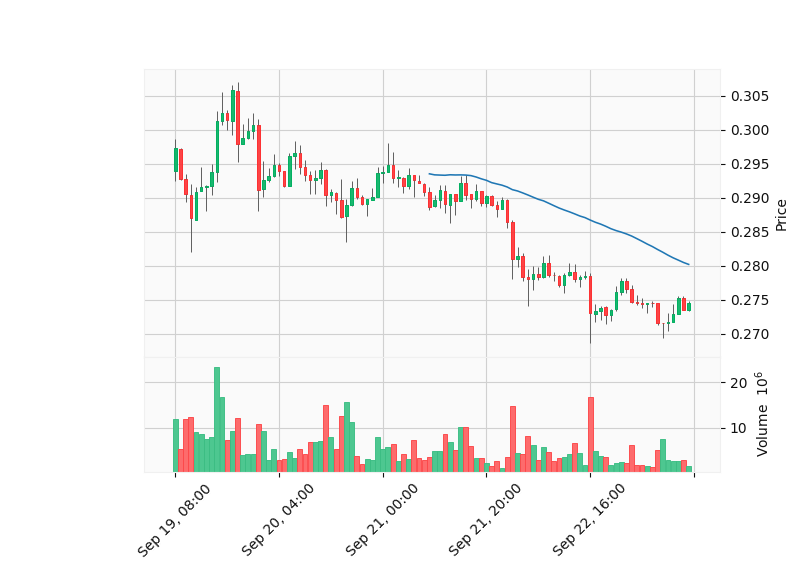 0.305
0.300
0.295
0.290
0.285
0.280
0.275
0.270
Price
20
10
Volume 10^6
Sep 19, 08:00
Sep 20, 04:00
Sep 21, 00:00
Sep 21, 20:00
Sep 22, 16:00